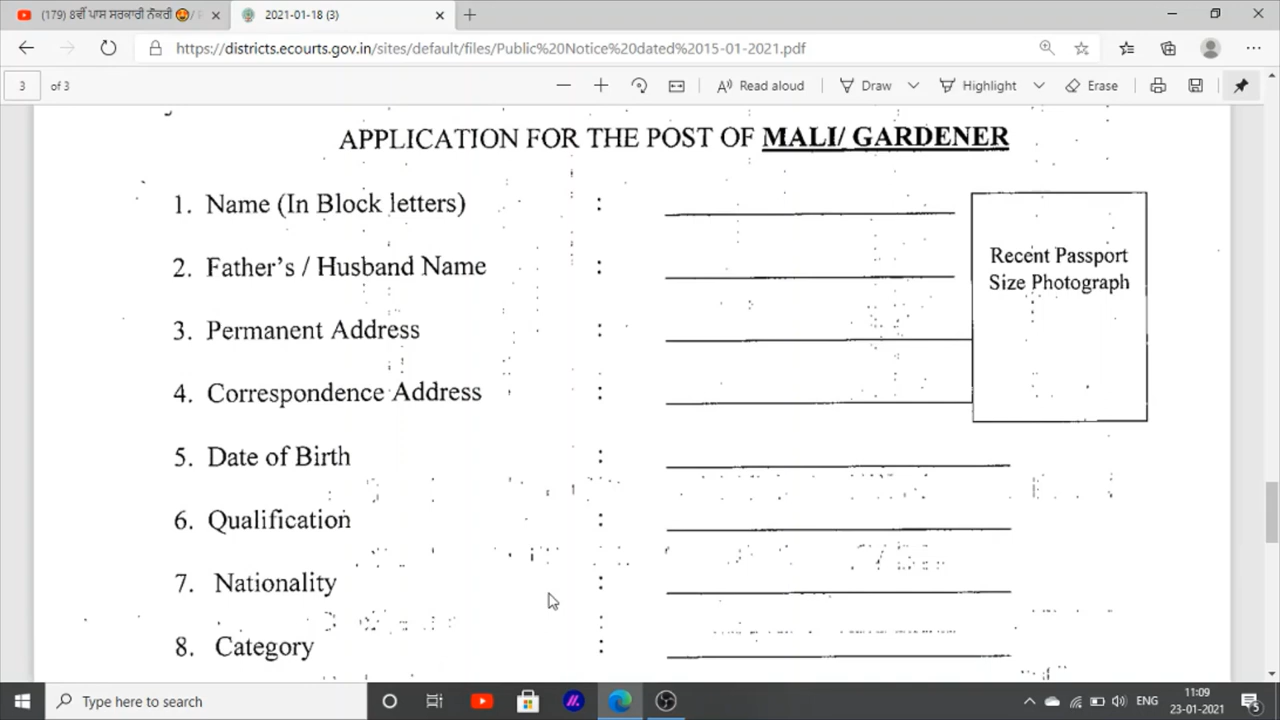 (179) 8ਵੀਂ ਪਾਸ ਸਰਕਾਰੀ ਨੌਕਰੀ
2021-01-18 (3)
https://districts.ecourts.gov.in/sites/default/files/Public%20Notice%20dated%2015-01-2021.pdf
3 of 3
Read aloud
Draw
Highlight
Erase
APPLICATION FOR THE POST OF MALI/ GARDENER
1. Name (In Block letters) :
2. Father's / Husband Name :
3. Permanent Address :
4. Correspondence Address :
5. Date of Birth :
6. Qualification :
7. Nationality :
8. Category :
Recent Passport
Size Photograph
Type here to search
ENG
11:09
23-01-2021
5